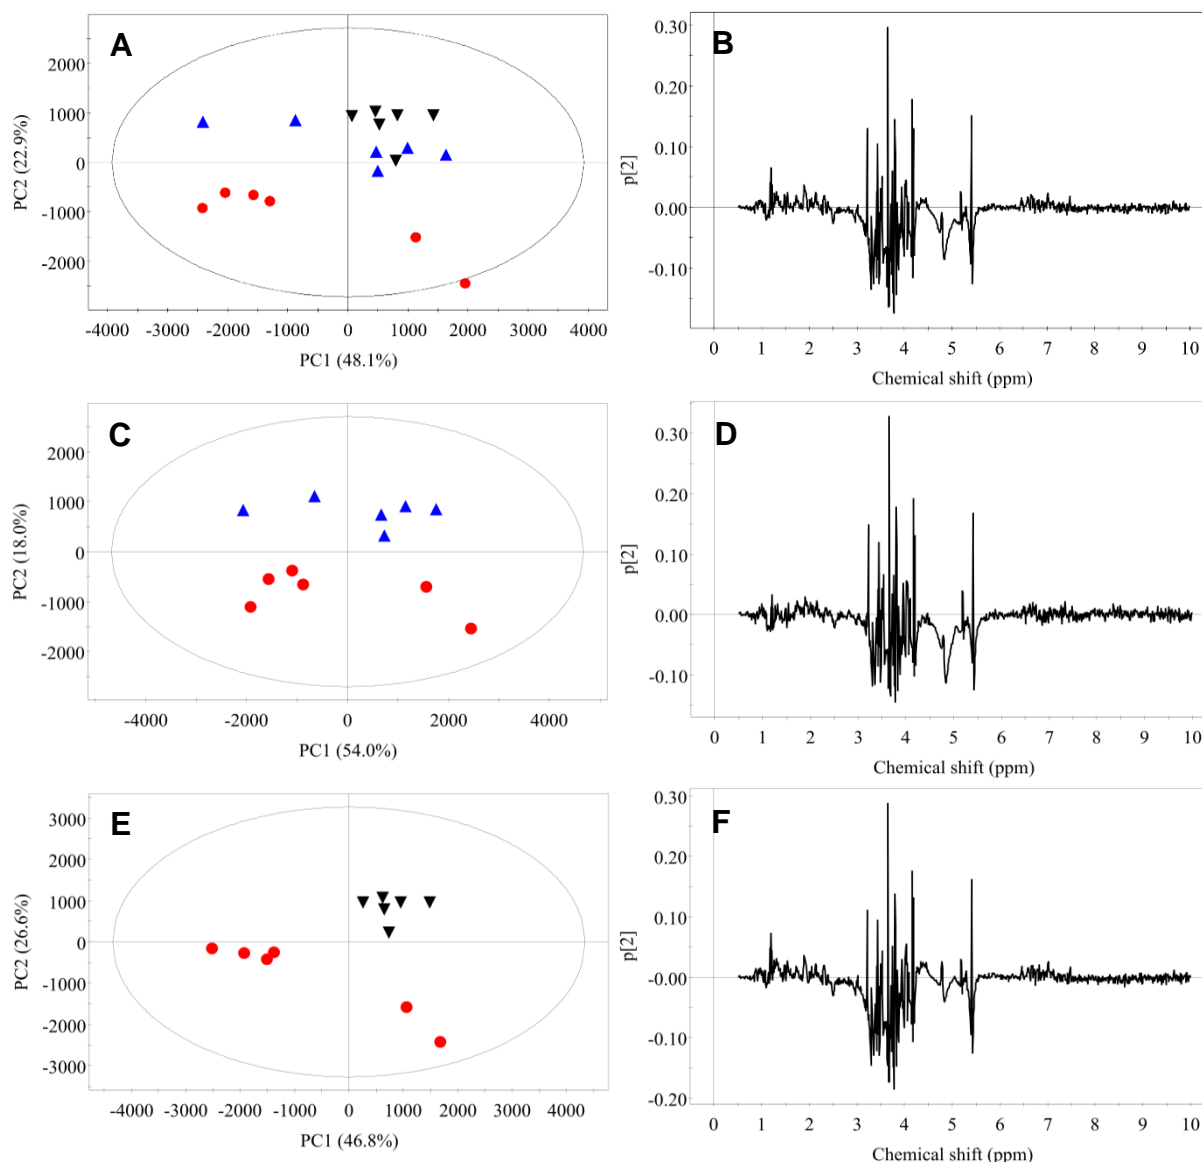 A
PC2 (22.9%)
2000
1000
0
-1000
-2000
-4000 -3000 -2000 -1000 0 1000 2000 3000 4000
PC1 (48.1%)
B
p[2]
0.30
0.20
0.10
0.00
-0.10
0 1 2 3 4 5 6 7 8 9 10
Chemical shift (ppm)
C
PC2 (18.0%)
2000
1000
0
-1000
-2000
-4000 -2000 0 2000 4000
PC1 (54.0%)
D
p[2]
0.30
0.20
0.10
0.00
-0.10
0 1 2 3 4 5 6 7 8 9 10
Chemical shift (ppm)
E
PC2 (26.6%)
3000
2000
1000
0
-1000
-2000
-3000
-4000 -3000 -2000 -1000 0 1000 2000 3000 4000
PC1 (46.8%)
F
p[2]
0.30
0.20
0.10
-0.00
-0.10
-0.20
0 1 2 3 4 5 6 7 8 9 10
Chemical shift (ppm)